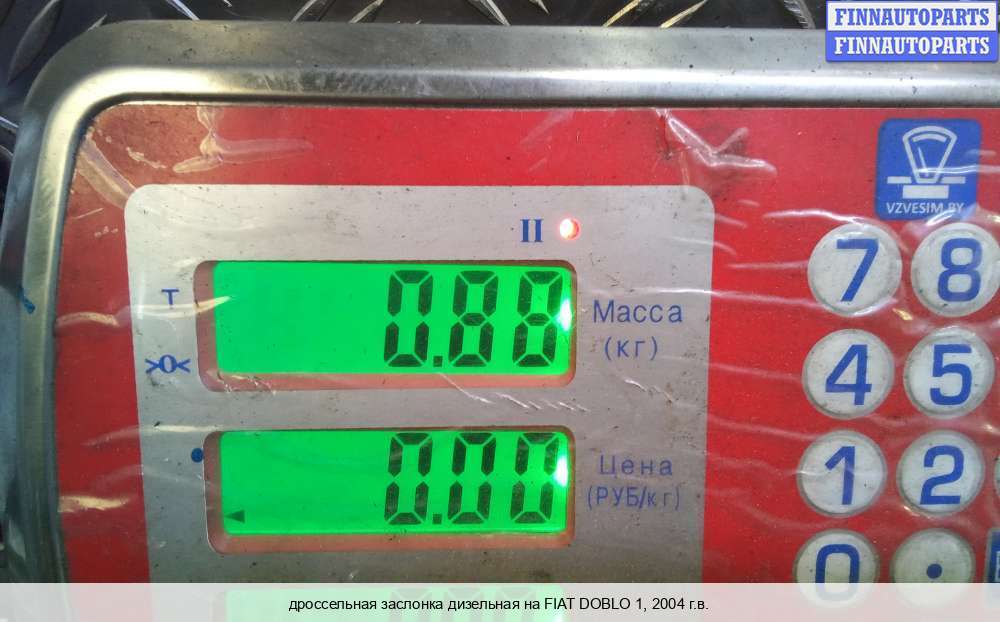 FINNAUTOPARTS
FINNAUTOPARTS
VZVESIM.BY
II
T
0.88
Масса
(кг)
>0<
7 8
4 5
0.00
Цена
(РУБ/кг)
1 2
0 .
дроссельная заслонка дизельная на FIAT DOBLO 1, 2004 г.в.